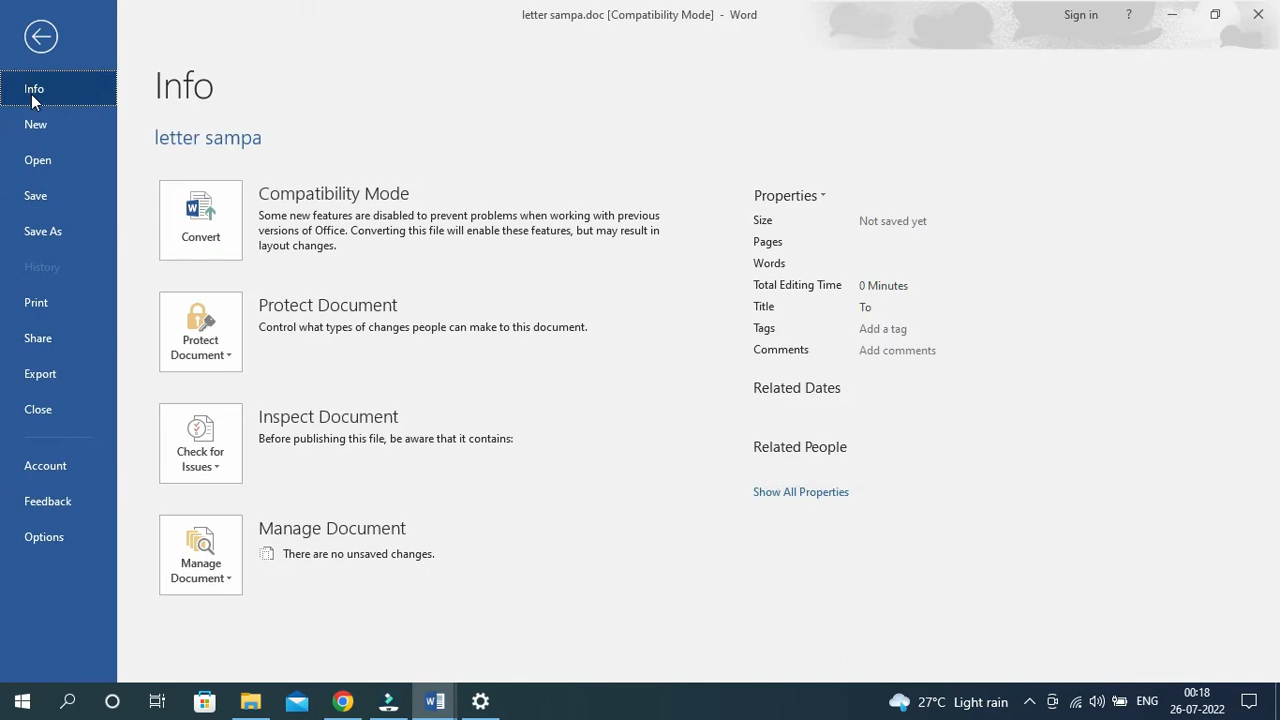 letter sampa.doc [Compatibility Mode] - Word
Sign in ?
Info
New
Open
Save
Save As
History
Print
Share
Export
Close
Account
Feedback
Options
Info
letter sampa
Convert
Compatibility Mode
Some new features are disabled to prevent problems when working with previous
versions of Office. Converting this file will enable these features, but may result in
layout changes.
Protect
Document
Protect Document
Control what types of changes people can make to this document.
Check for
Issues
Inspect Document
Before publishing this file, be aware that it contains:
Manage
Document
Manage Document
There are no unsaved changes.
Properties
Size Not saved yet
Pages
Words
Total Editing Time 0 Minutes
Title To
Tags Add a tag
Comments Add comments
Related Dates
Related People
Show All Properties
27°C Light rain
ENG
00:18
26-07-2022